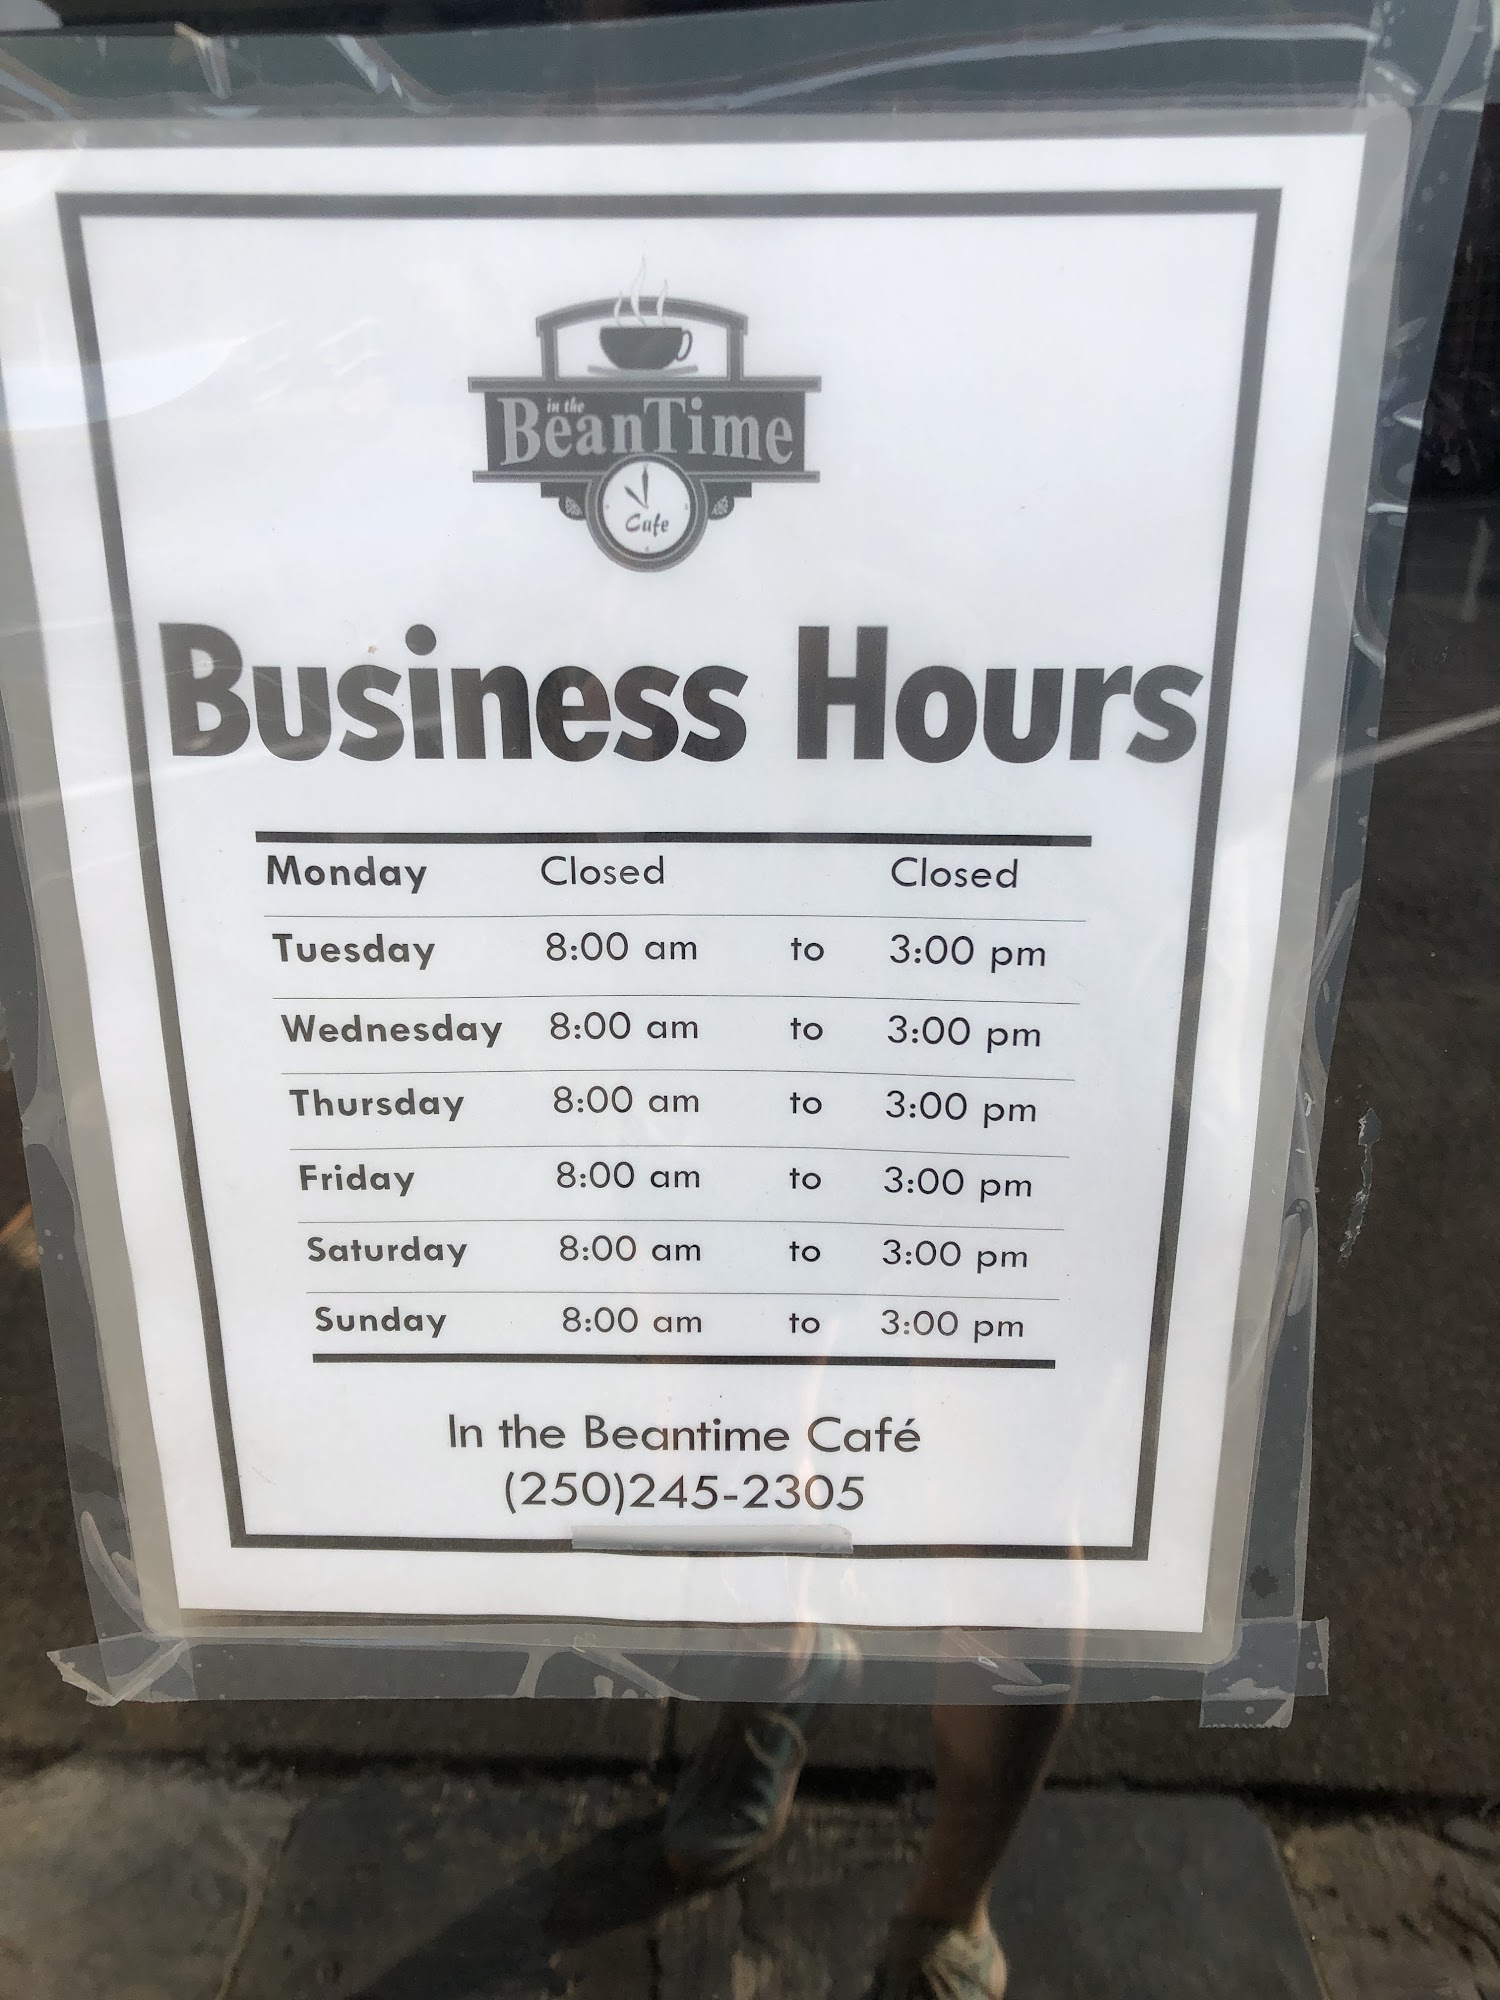 in the
BeanTime
Cafe
Business Hours
Monday Closed Closed
Tuesday 8:00 am to 3:00 pm
Wednesday 8:00 am to 3:00 pm
Thursday 8:00 am to 3:00 pm
Friday 8:00 am to 3:00 pm
Saturday 8:00 am to 3:00 pm
Sunday 8:00 am to 3:00 pm
In the Beantime Café
(250)245-2305